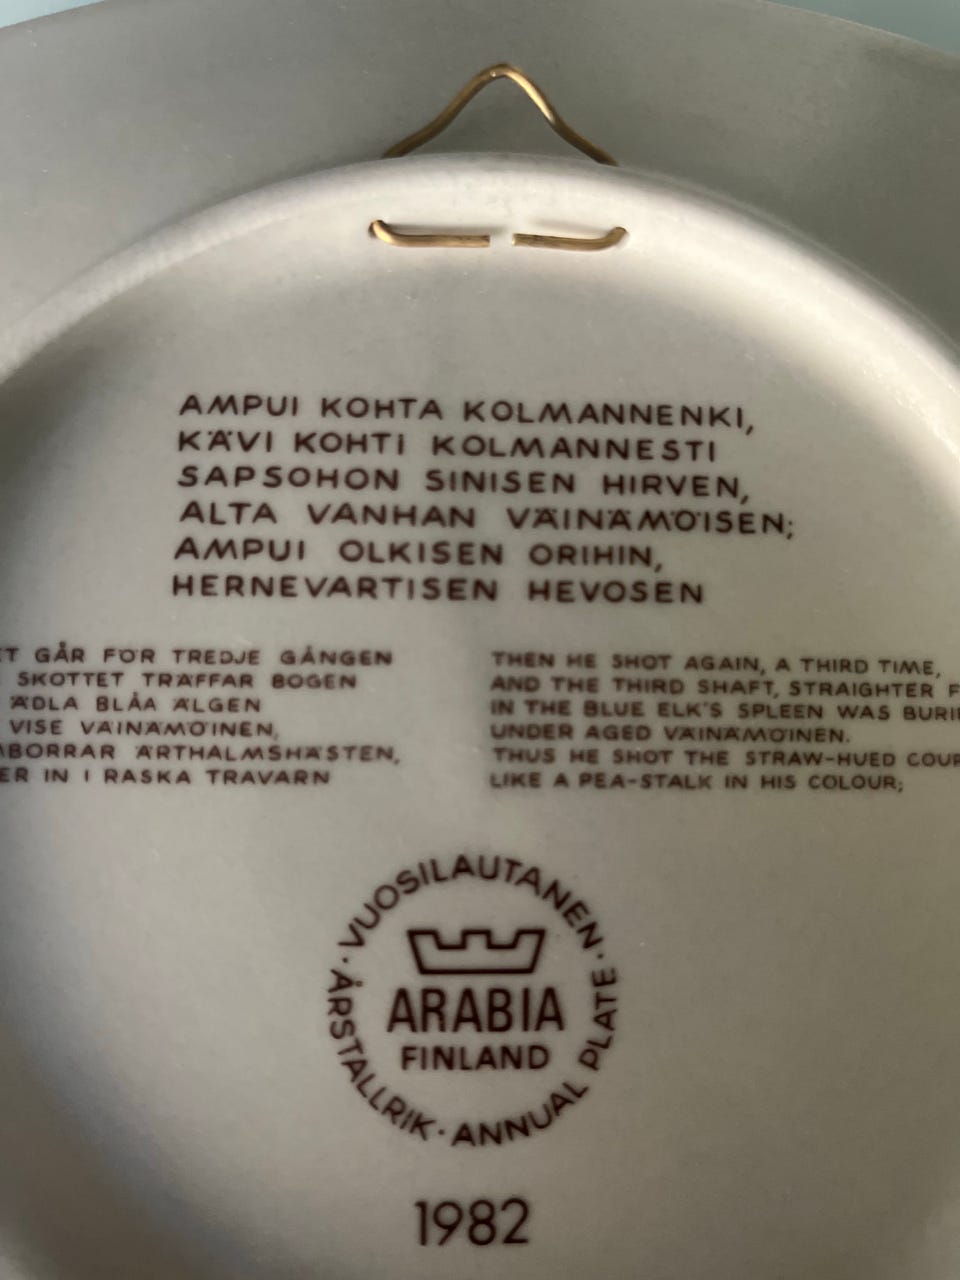 AMPUI KOHTA KOLMANNENKI,
KÄVI KOHTI KOLMANNESTI
SAPSOHON SINISEN HIRVEN,
ALTA VANHAN VÄINÄMÖISEN;
AMPUI OLKISEN ORIHIN,
HERNEVARTISEN HEVOSEN
GÅR FÖR TREDJE GÅNGEN
SKOTTET TRÄFFAR BOGEN
ÄDLA BLÅA ÄLGEN
VISE VÄINÄMÖINEN,
ÄRTHALMSHÄSTEN,
IN I RASKA TRAVARN
THEN HE SHOT AGAIN, A THIRD TIME,
AND THE THIRD SHAFT, STRAIGHTER
IN THE BLUE ELK'S SPLEEN WAS
UNDER AGED VÄINÄMÖINEN.
THUS HE SHOT THE STRAW-HUED
LIKE A PEA-STALK IN HIS COLOUR;
· VUOSILAUTANEN ·
ARABIA
FINLAND
ÅRSTALLRIK · ANNUAL PLATE
1982